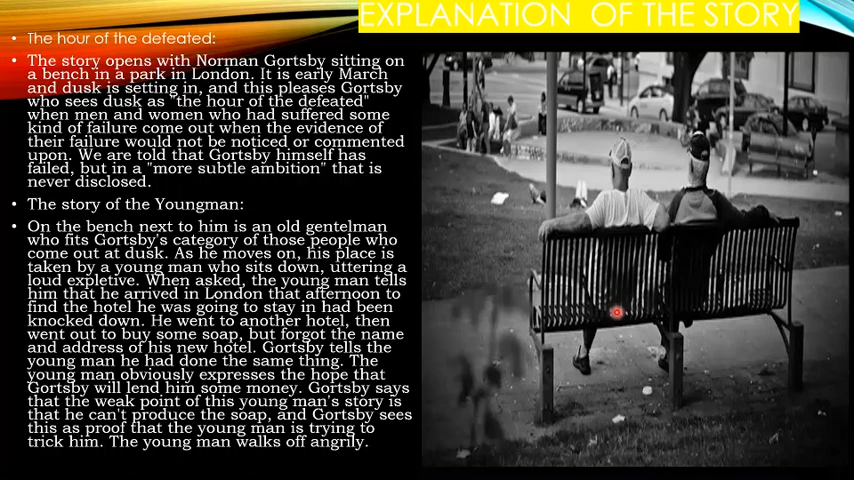 EXPLANATION OF THE STORY
• The hour of the defeated:
• The story opens with Norman Gortsby sitting on
a bench in a park in London. It is early March
and dusk is setting in, and this pleases Gortsby
who sees dusk as "the hour of the defeated"
when men and women who had suffered some
kind of failure come out when the evidence of
their failure would not be noticed or commented
upon. We are told that Gortsby himself has
failed, but in a "more subtle ambition" that is
never disclosed.
• The story of the Youngman:
• On the bench next to him is an old gentelman
who fits Gortsby's category of those people who
come out at dusk. As he moves on, his place is
taken by a young man who sits down, uttering a
loud expletive. When asked, the young man tells
him that he arrived in London that afternoon to
find the hotel he was going to stay in had been
knocked down. He went to another hotel, then
went out to buy some soap, but forgot the name
and address of his new hotel. Gortsby tells the
young man he had done the same thing. The
young man obviously expresses the hope that
Gortsby will lend him some money. Gortsby says
that the weak point of this young man's story is
that he can't produce the soap, and Gortsby sees
this as proof that the young man is trying to
trick him. The young man walks off angrily.